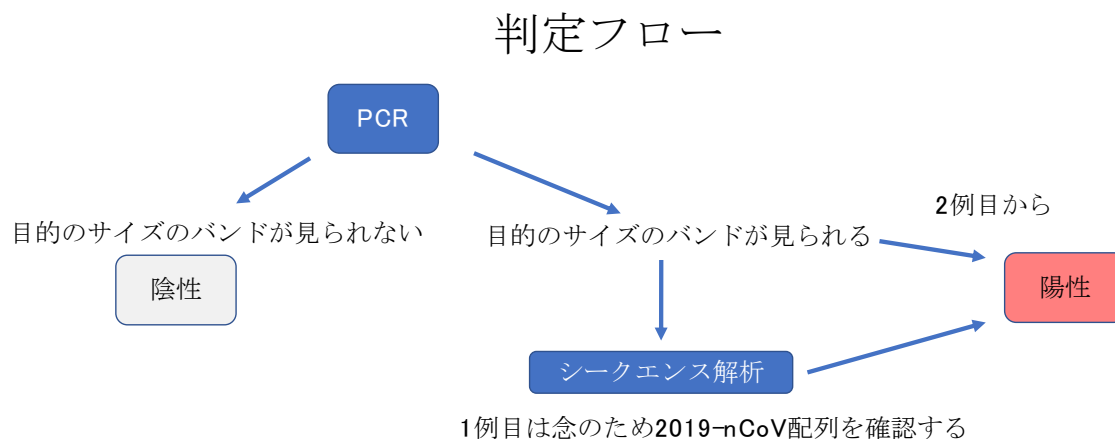 判定フロー
PCR
2例目から
目的のサイズのバンドが見られない
目的のサイズのバンドが見られる
陰性
陽性
シークエンス解析
1例目は念のため2019-nCoV配列を確認する